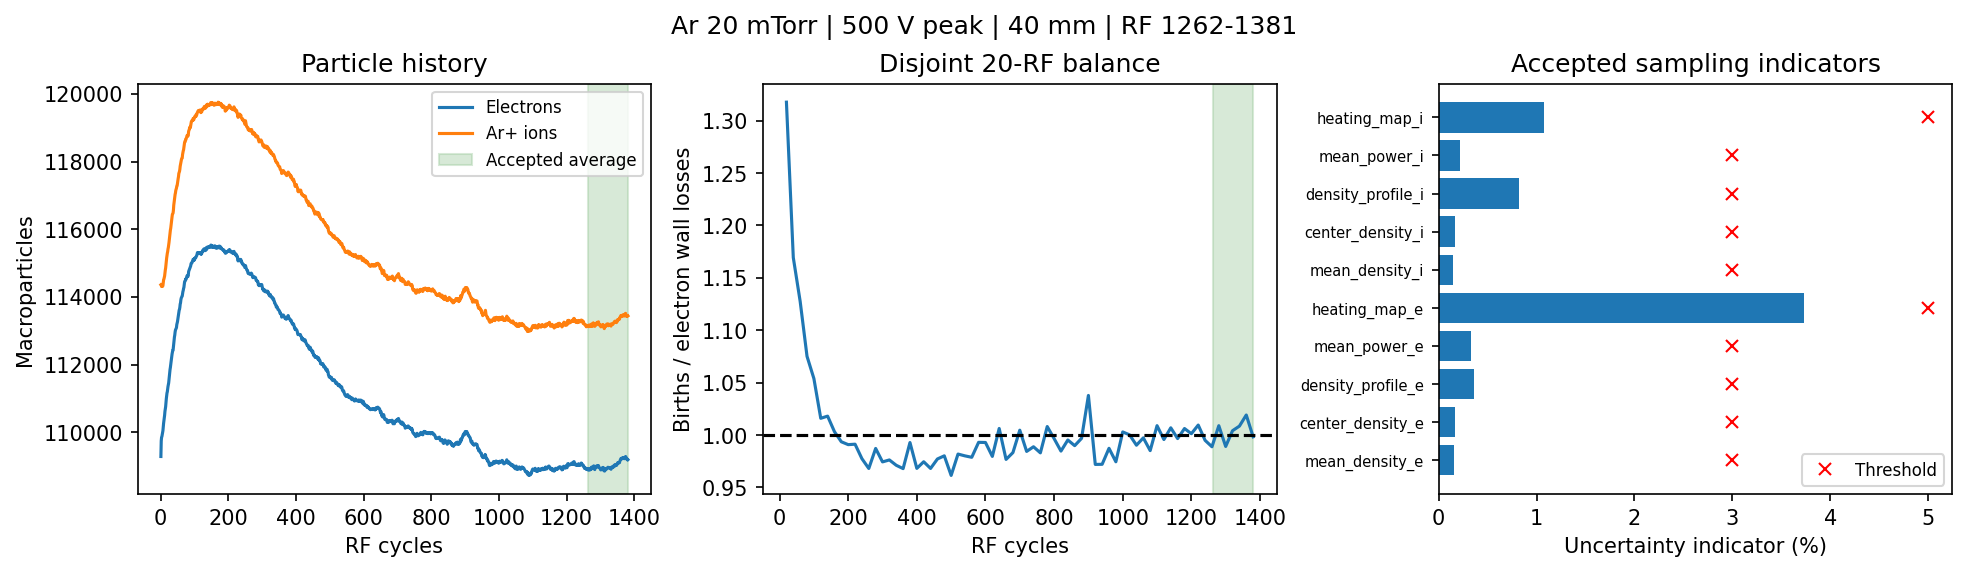 Ar 20 mTorr | 500 V peak | 40 mm | RF 1262-1381
Particle history
Macroparticles
120000
118000
116000
114000
112000
110000
Electrons
Ar+ ions
Accepted average
0 200 400 600 800 1000 1200 1400
RF cycles
Disjoint 20-RF balance
Births / electron wall losses
1.30
1.25
1.20
1.15
1.10
1.05
1.00
0.95
0 200 400 600 800 1000 1200 1400
RF cycles
Accepted sampling indicators
heating_map_i
mean_power_i
density_profile_i
center_density_i
mean_density_i
heating_map_e
mean_power_e
density_profile_e
center_density_e
mean_density_e
Threshold
0 1 2 3 4 5
Uncertainty indicator (%)